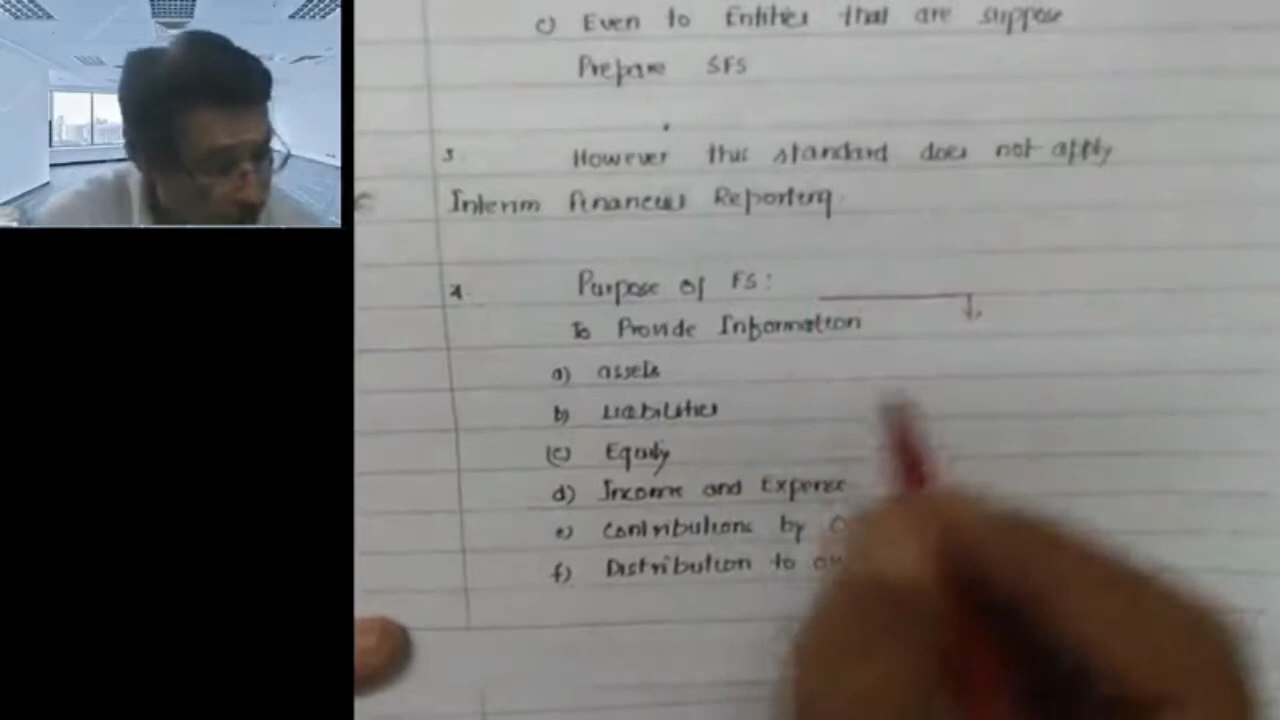 c) Even to Entities that are suppose
Prepare SFS
3 However this standard does not apply
Interim Financial Reporting
4 Purpose of FS:
To Provide Information
a) assets
b) Liabilities
(c) Equity
d) Income and Expense
e) Contributions by
f) Distribution to